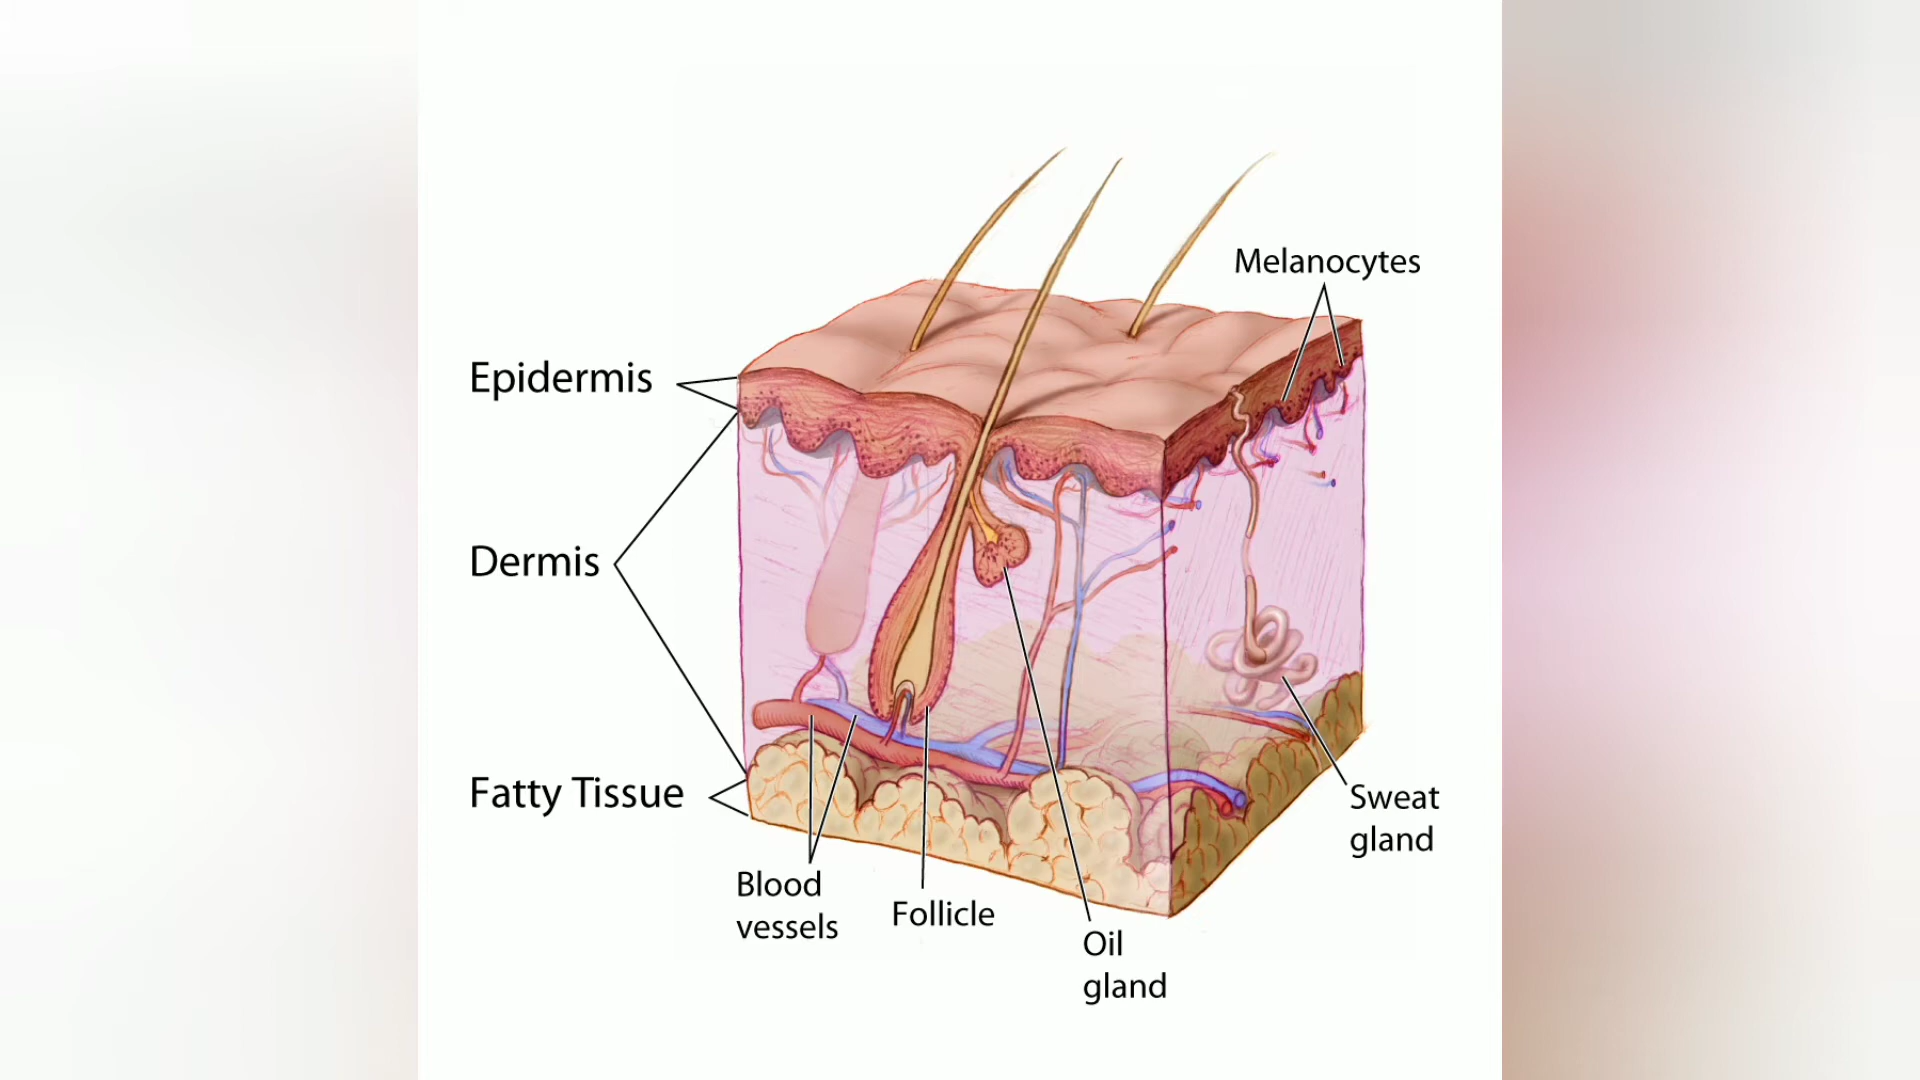 Melanocytes
Epidermis
Dermis
Fatty Tissue
Sweat
gland
Blood
vessels
Follicle
Oil
gland